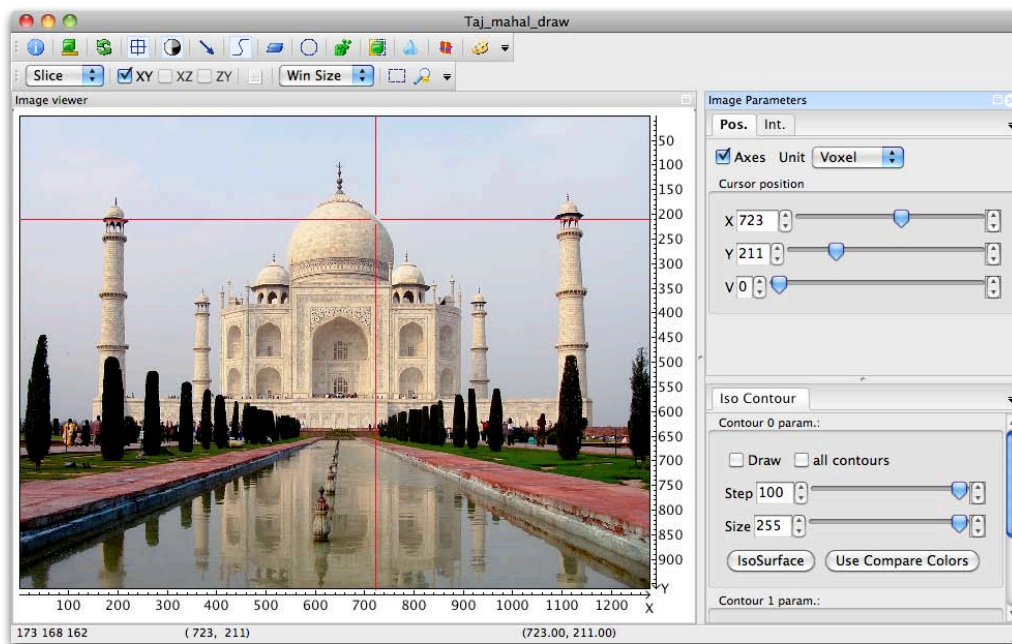 Taj_mahal_draw
Slice XY XZ ZY Win Size
Image viewer
50
100
150
200
250
300
350
400
450
500
550
600
650
700
750
800
850
900
Y
100 200 300 400 500 600 700 800 900 1000 1100 1200 X
173 168 162 ( 723, 211) (723.00, 211.00)
Image Parameters
Pos. Int.
Axes Unit Voxel
Cursor position
X 723
Y 211
V 0
Iso Contour
Contour 0 param.:
Draw all contours
Step 100
Size 255
IsoSurface Use Compare Colors
Contour 1 param.: